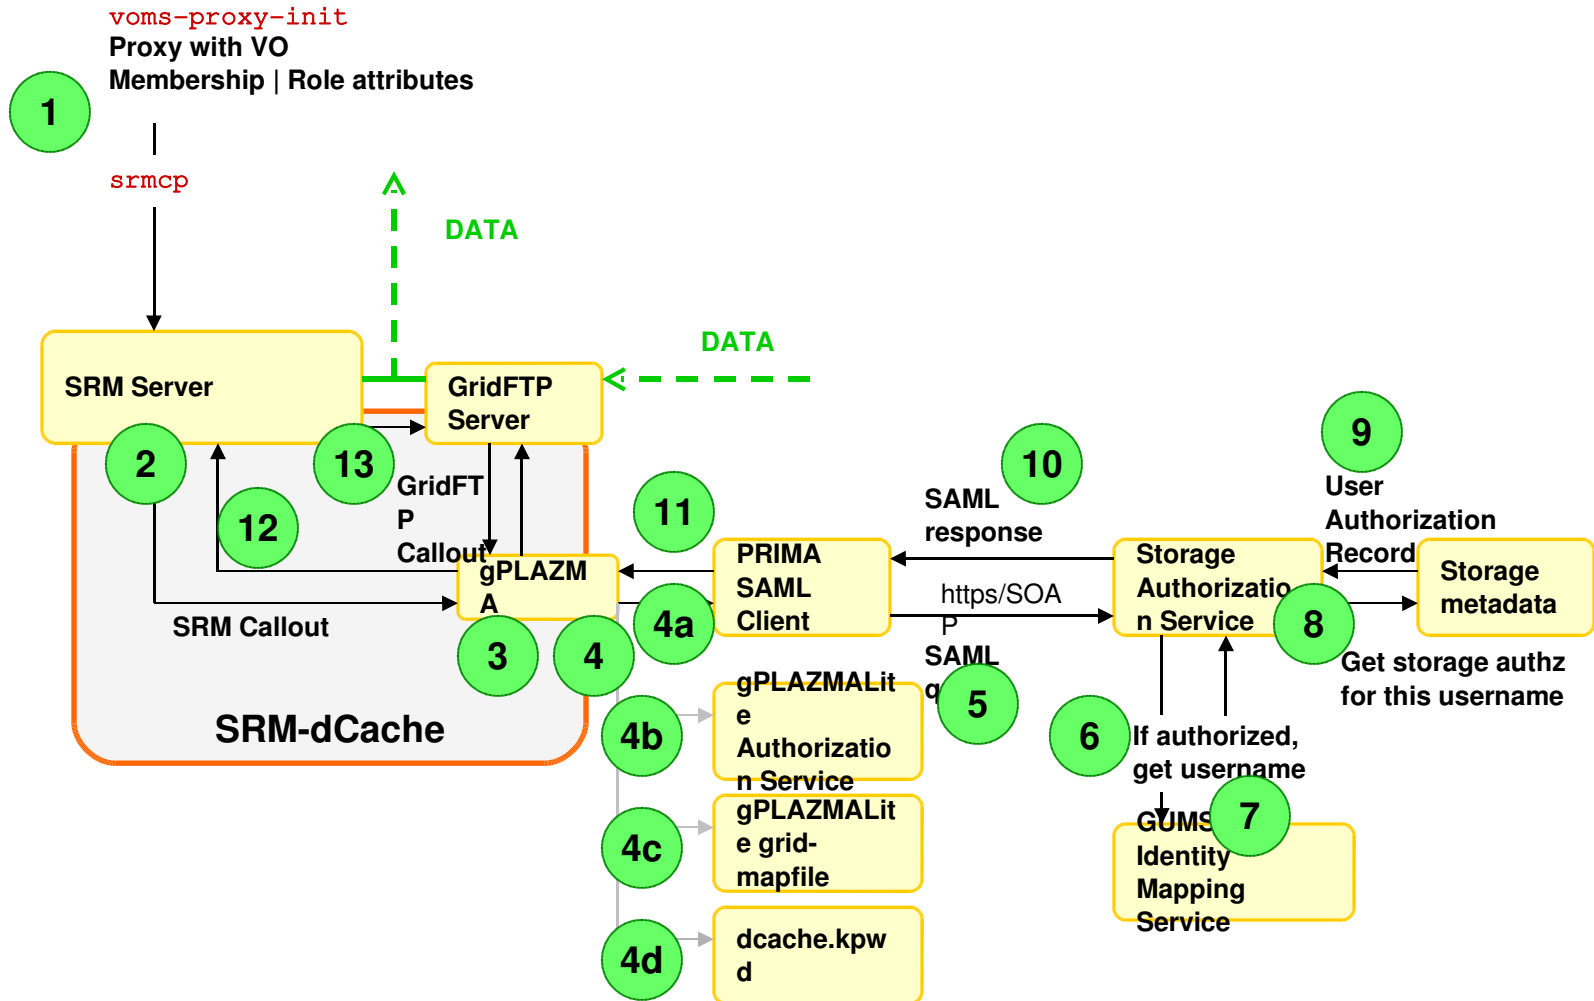 voms-proxy-init
Proxy with VO
Membership | Role attributes
1
srmcp
DATA
DATA
SRM Server
GridFTP
Server
2
13
12
GridFT
P
Callout
gPLAZM
A
SRM Callout
3
4
SRM-dCache
11
4a
PRIMA
SAML
Client
10
SAML
response
https/SOA
P
SAML
q
5
4b
gPLAZMALit
e
Authorizatio
n Service
4c
gPLAZMALit
e grid-
mapfile
4d
dcache.kpw
d
Storage
Authorizatio
n Service
9
User
Authorization
Record
8
Storage
metadata
Get storage authz
for this username
6
If authorized,
get username
7
GUMS
Identity
Mapping
Service